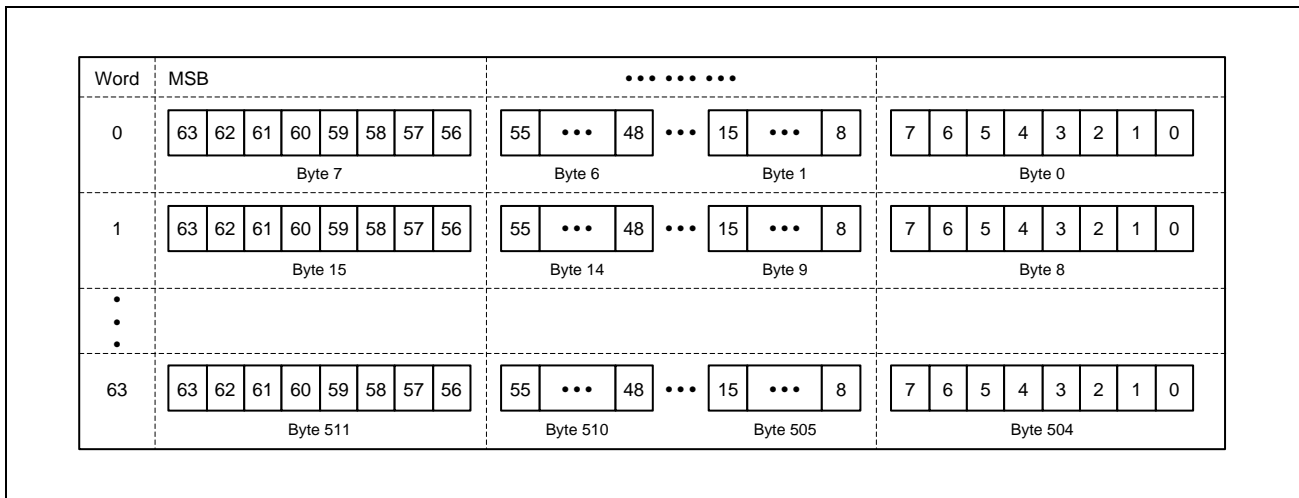 Word MSB ••• ••• •••
0 63 62 61 60 59 58 57 56 55 ••• 48 ••• 15 ••• 8 7 6 5 4 3 2 1 0
Byte 7 Byte 6 Byte 1 Byte 0
1 63 62 61 60 59 58 57 56 55 ••• 48 ••• 15 ••• 8 7 6 5 4 3 2 1 0
Byte 15 Byte 14 Byte 9 Byte 8
•
•
•
63 63 62 61 60 59 58 57 56 55 ••• 48 ••• 15 ••• 8 7 6 5 4 3 2 1 0
Byte 511 Byte 510 Byte 505 Byte 504